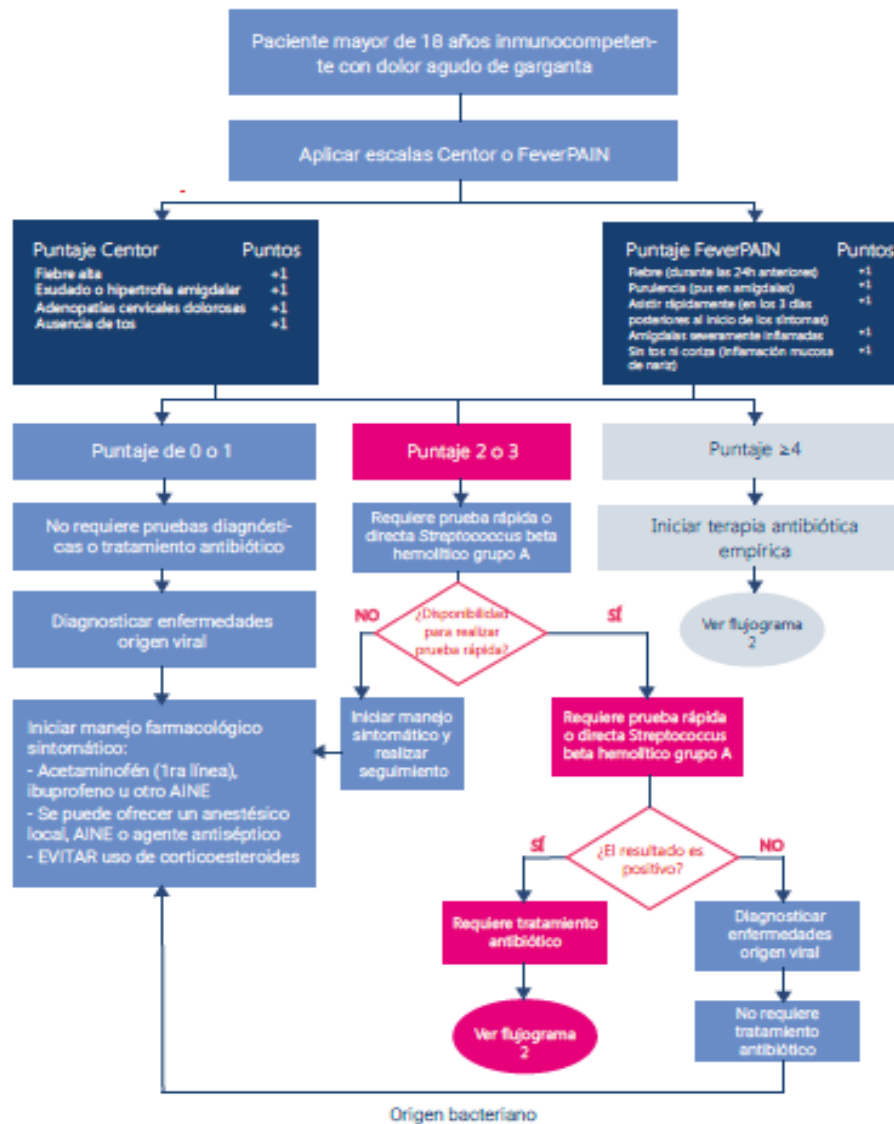 Paciente mayor de 18 años inmunocompeten-
te con dolor agudo de garganta
Aplicar escalas Centor o FeverPAIN
Puntaje Centor Puntos
Fiebre alta +1
Exudado o hipertrofia amigdalar +1
Adenopatías cervicales dolorosas +1
Ausencia de tos +1
Puntaje FeverPAIN Puntos
Fiebre (durante las 24h anteriores) +1
Purulencia (pus en amígdalas) +1
Asistir rápidamente (en los 3 días +1
posteriores al inicio de los síntomas)
Amígdalas severamente inflamadas +1
Sin tos ni coriza (inflamación mucosa +1
de nariz)
Puntaje de 0 o 1
Puntaje 2 o 3
Puntaje ≥4
No requiere pruebas diagnósti-
cas o tratamiento antibiótico
Requiere prueba rápida o
directa Streptococcus beta
hemolítico grupo A
Iniciar terapia antibiótica
empírica
Diagnosticar enfermedades
origen viral
NO
¿Disponibilidad
para realizar
prueba rápida?
SÍ
Ver flujograma
2
Iniciar manejo farmacológico
sintomático:
- Acetaminofén (1ra línea),
ibuprofeno u otro AINE
- Se puede ofrecer un anestésico
local, AINE o agente antiséptico
- EVITAR uso de corticoesteroides
Iniciar manejo
sintomático y
realizar
seguimiento
Requiere prueba rápida
o directa Streptococcus
beta hemolítico grupo A
SÍ
¿El resultado es
positivo?
NO
Requiere tratamiento
antibiótico
Diagnosticar
enfermedades
origen viral
Ver flujograma
2
No requiere
tratamiento
antibiótico
Origen bacteriano